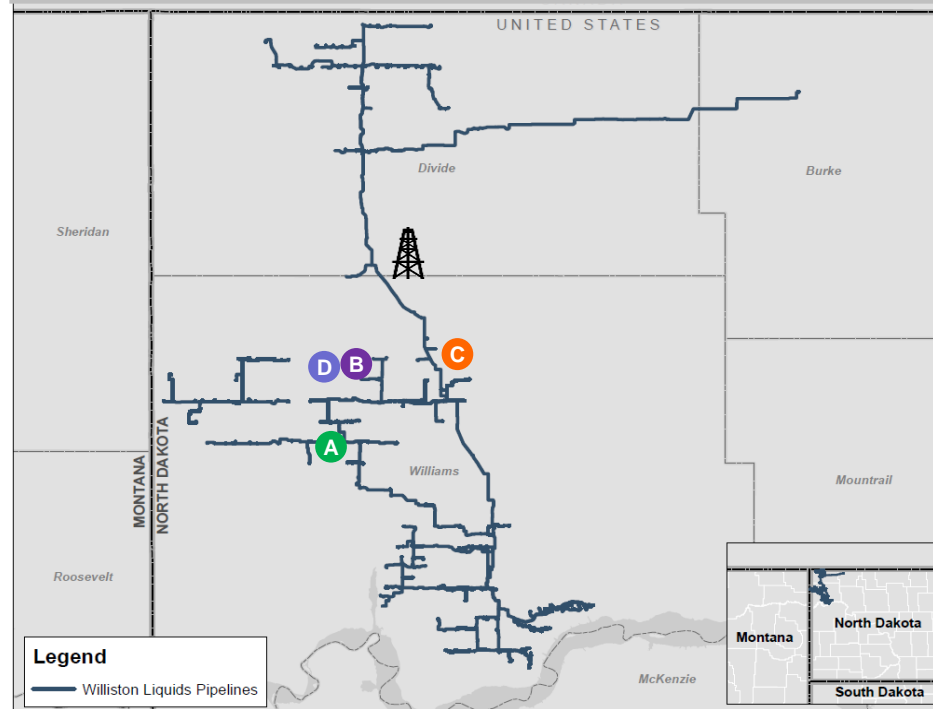 UNITED STATES
Divide
Burke
Sheridan
D
B
C
A
MONTANA
NORTH DAKOTA
Williams
Mountrail
Roosevelt
McKenzie
Legend
Williston Liquids Pipelines
Montana
North Dakota
South Dakota